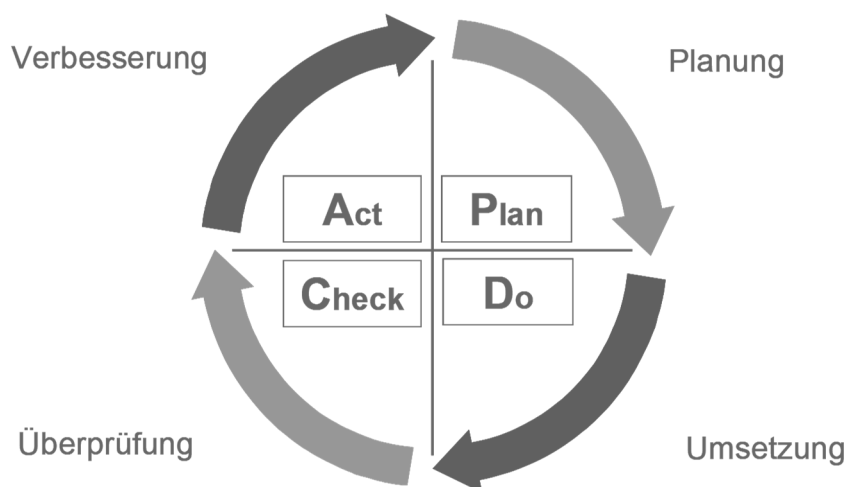 Verbesserung
Planung
Act
Plan
Check
Do
Überprüfung
Umsetzung